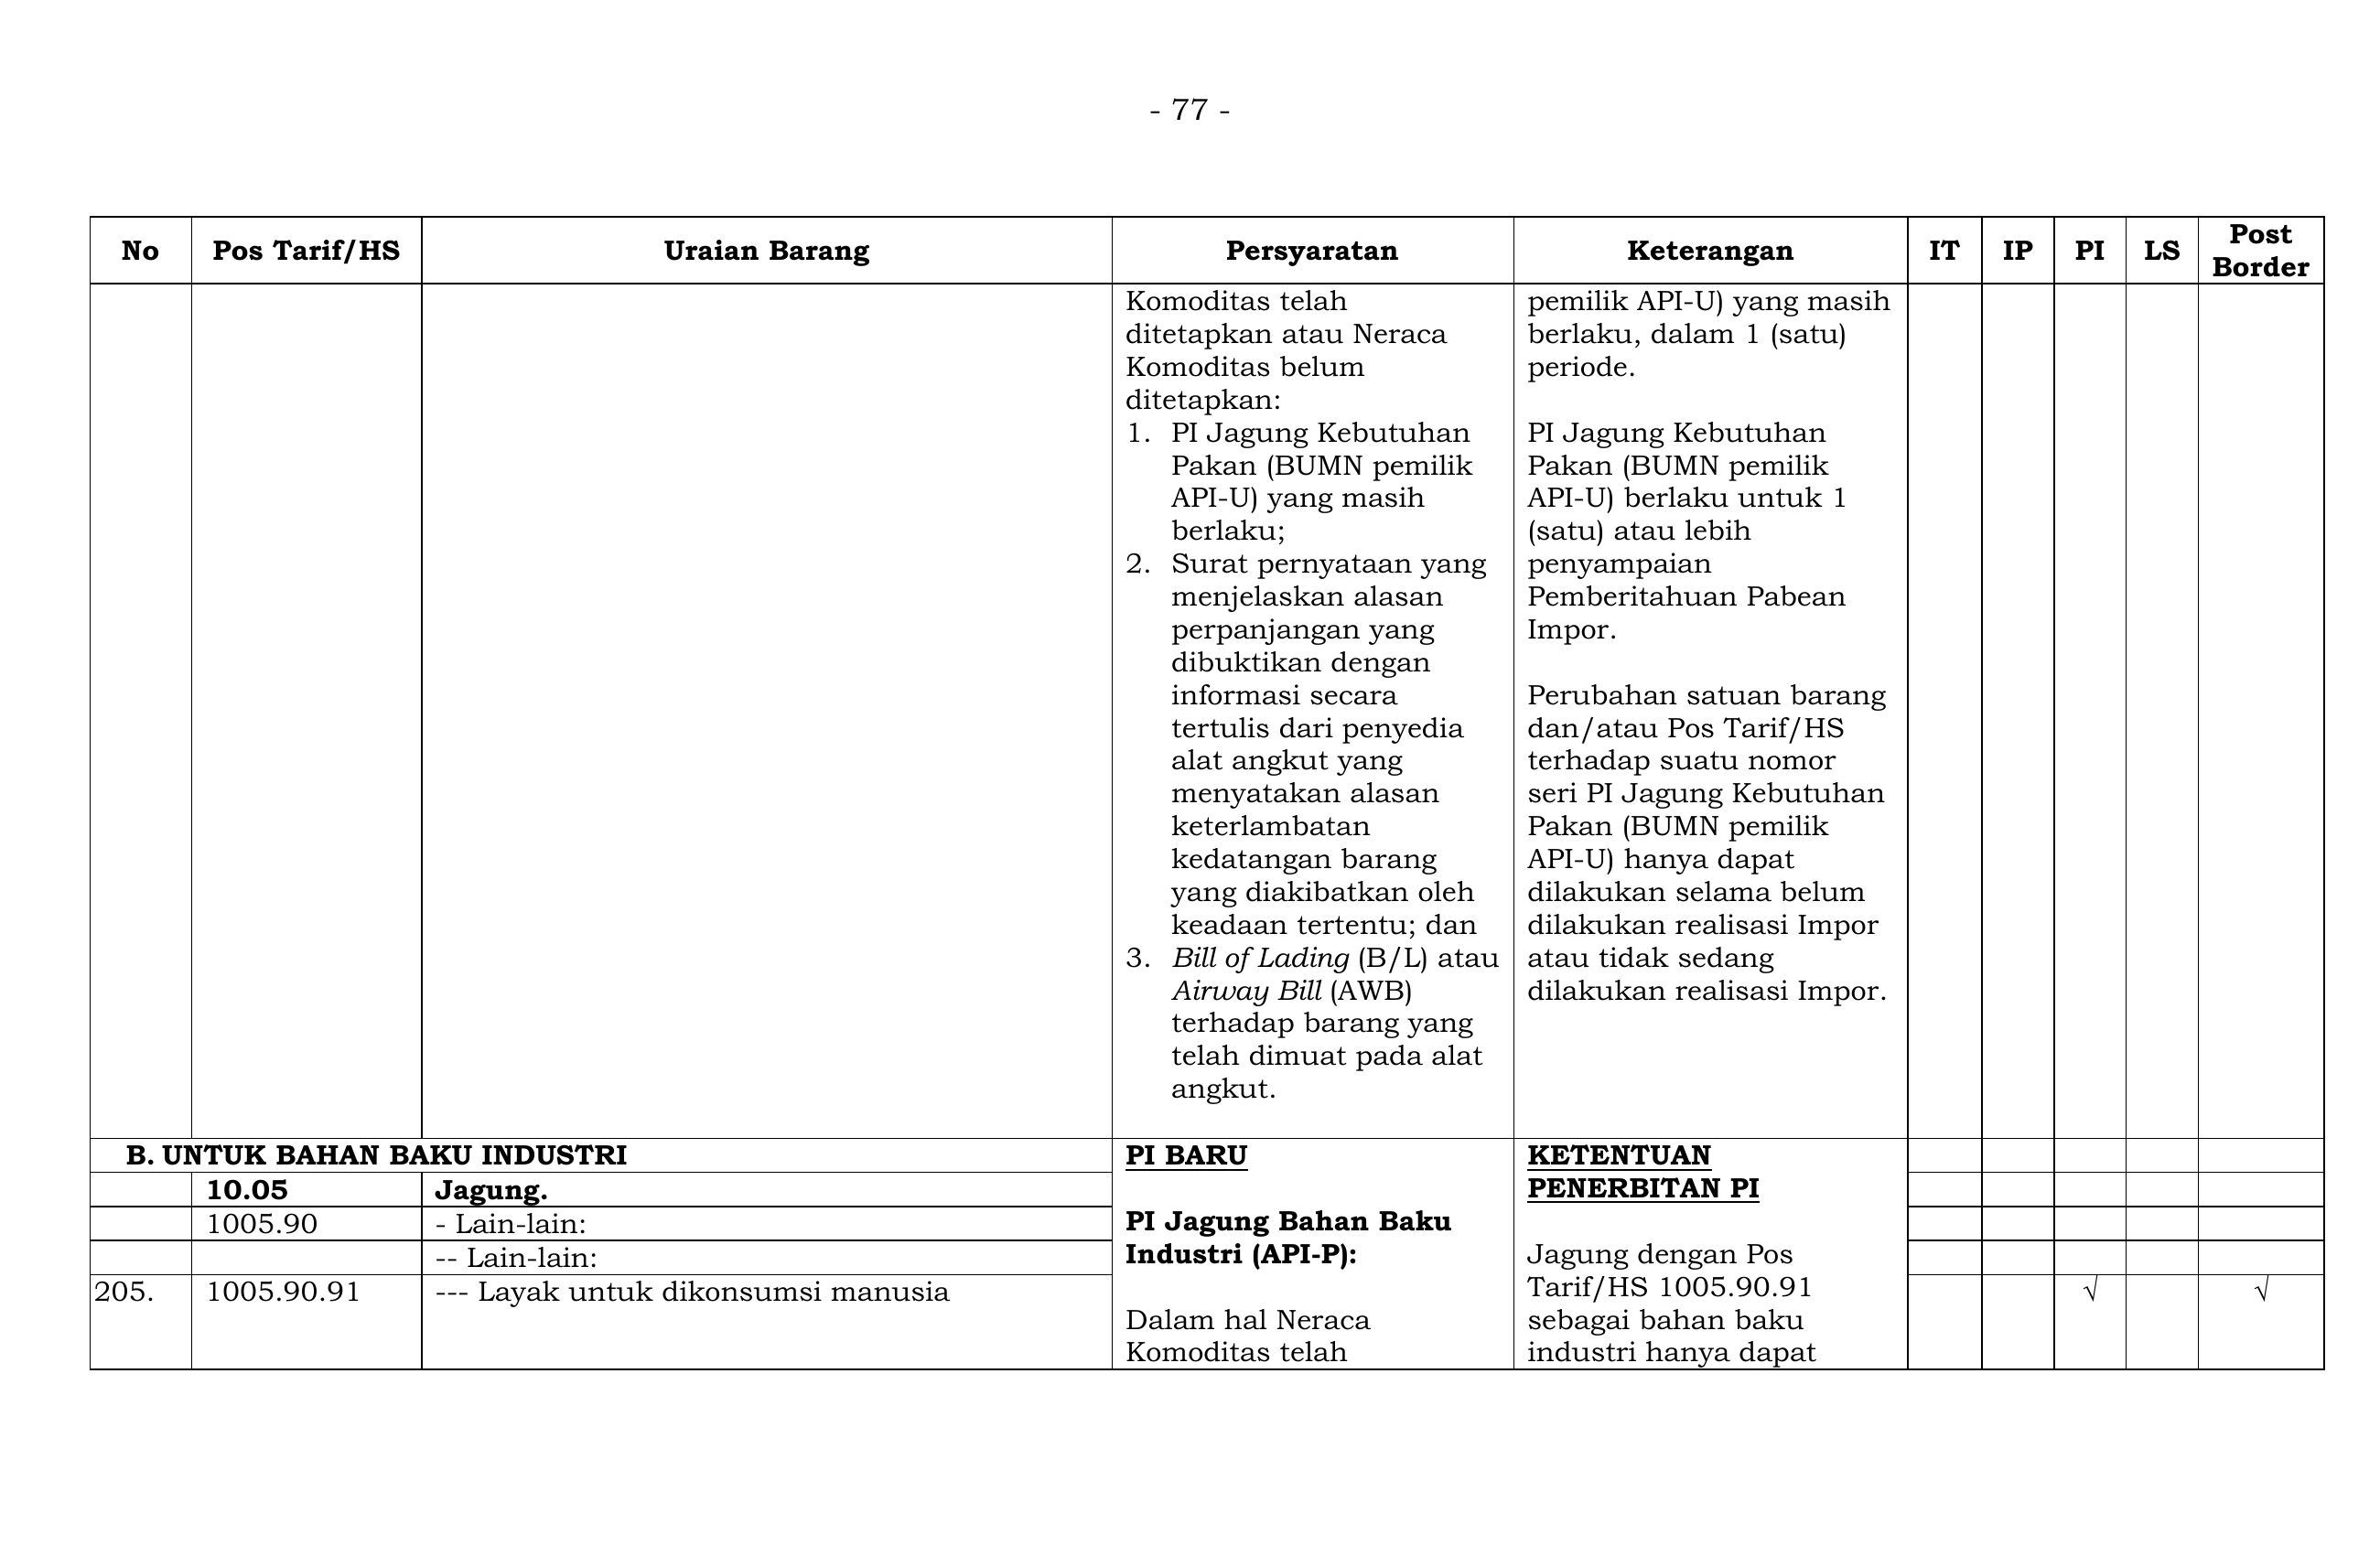 - 77 -
No
Pos Tarif/HS
Uraian Barang
Persyaratan
Keterangan
IT
IP
PI
LS
Post
Border
Komoditas telah
ditetapkan atau Neraca
Komoditas belum
ditetapkan:
1. PI Jagung Kebutuhan
Pakan (BUMN pemilik
API-U) yang masih
berlaku;
2. Surat pernyataan yang
menjelaskan alasan
perpanjangan yang
dibuktikan dengan
informasi secara
tertulis dari penyedia
alat angkut yang
menyatakan alasan
keterlambatan
kedatangan barang
yang diakibatkan oleh
keadaan tertentu; dan
3. Bill of Lading (B/L) atau
Airway Bill (AWB)
terhadap barang yang
telah dimuat pada alat
angkut.
pemilik API-U) yang masih
berlaku, dalam 1 (satu)
periode.
PI Jagung Kebutuhan
Pakan (BUMN pemilik
API-U) berlaku untuk 1
(satu) atau lebih
penyampaian
Pemberitahuan Pabean
Impor.
Perubahan satuan barang
dan/atau Pos Tarif/HS
terhadap suatu nomor
seri PI Jagung Kebutuhan
Pakan (BUMN pemilik
API-U) hanya dapat
dilakukan selama belum
dilakukan realisasi Impor
atau tidak sedang
dilakukan realisasi Impor.
B. UNTUK BAHAN BAKU INDUSTRI
10.05
Jagung.
1005.90
- Lain-lain:
-- Lain-lain:
205.
1005.90.91
--- Layak untuk dikonsumsi manusia
PI BARU
PI Jagung Bahan Baku
Industri (API-P):
Dalam hal Neraca
Komoditas telah
KETENTUAN
PENERBITAN PI
Jagung dengan Pos
Tarif/HS 1005.90.91
sebagai bahan baku
industri hanya dapat
√
√